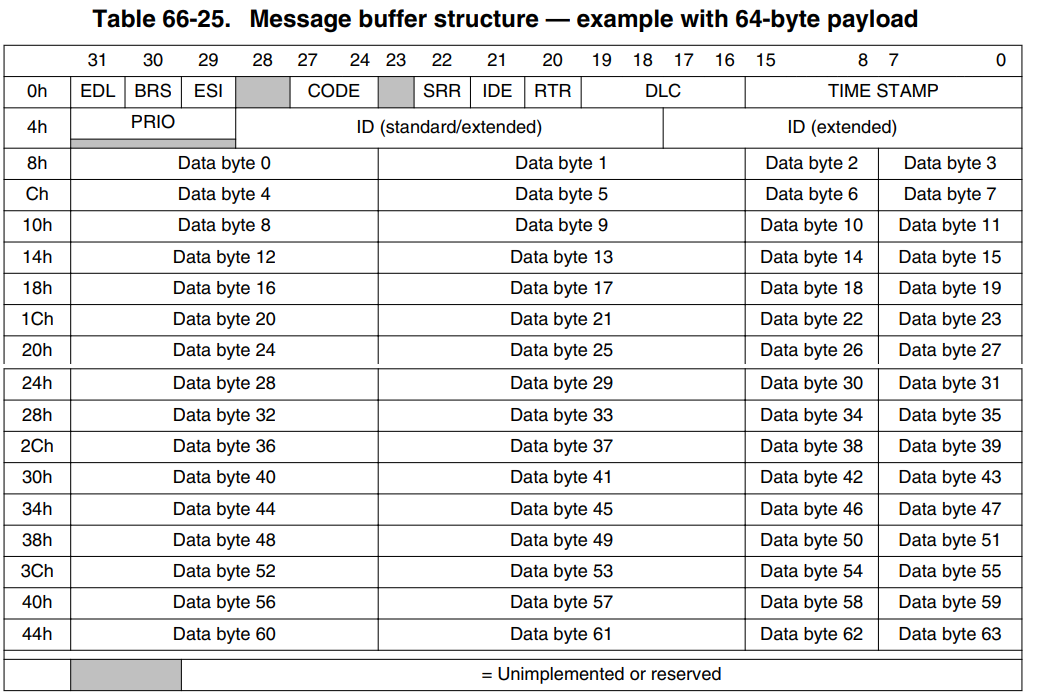 Table 66-25. Message buffer structure — example with 64-byte payload
31 30 29 28 27 24 23 22 21 20 19 18 17 16 15 8 7 0
0h EDL BRS ESI CODE SRR IDE RTR DLC TIME STAMP
4h PRIO ID (standard/extended) ID (extended)
8h Data byte 0 Data byte 1 Data byte 2 Data byte 3
Ch Data byte 4 Data byte 5 Data byte 6 Data byte 7
10h Data byte 8 Data byte 9 Data byte 10 Data byte 11
14h Data byte 12 Data byte 13 Data byte 14 Data byte 15
18h Data byte 16 Data byte 17 Data byte 18 Data byte 19
1Ch Data byte 20 Data byte 21 Data byte 22 Data byte 23
20h Data byte 24 Data byte 25 Data byte 26 Data byte 27
24h Data byte 28 Data byte 29 Data byte 30 Data byte 31
28h Data byte 32 Data byte 33 Data byte 34 Data byte 35
2Ch Data byte 36 Data byte 37 Data byte 38 Data byte 39
30h Data byte 40 Data byte 41 Data byte 42 Data byte 43
34h Data byte 44 Data byte 45 Data byte 46 Data byte 47
38h Data byte 48 Data byte 49 Data byte 50 Data byte 51
3Ch Data byte 52 Data byte 53 Data byte 54 Data byte 55
40h Data byte 56 Data byte 57 Data byte 58 Data byte 59
44h Data byte 60 Data byte 61 Data byte 62 Data byte 63
= Unimplemented or reserved